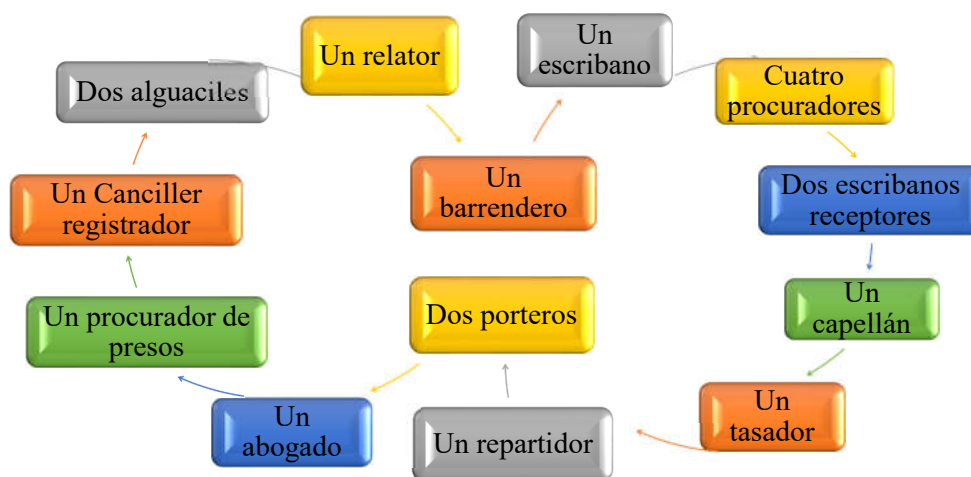 Un relator
Un
barrendero
Un
escribano
Cuatro
procuradores
Dos escribanos
receptores
Un
capellán
Un
tasador
Un repartidor
Dos porteros
Un
abogado
Un procurador de
presos
Un Canciller
registrador
Dos alguaciles